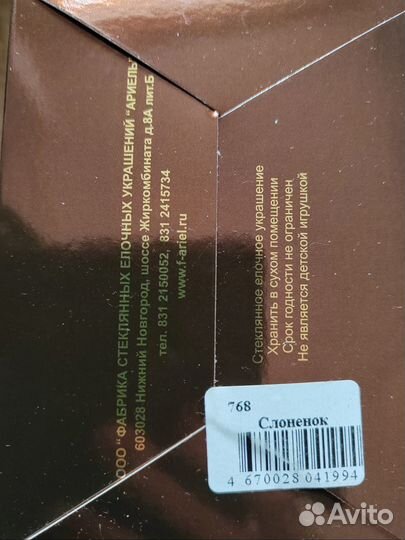 ООО "ФАБРИКА СТЕКЛЯННЫХ ЕЛОЧНЫХ УКРАШЕНИЙ "АРИЕЛЬ"
603028 Нижний Новгород, шоссе Жиркомбината д.8А лит.Б
тел. 831 2150052, 831 2415734
www.f-ariel.ru
Стеклянное елочное украшение
Хранить в сухом помещении
Срок годности не ограничен
Не является детской игрушкой
768
Слоненок
4 670028 041994
Avito